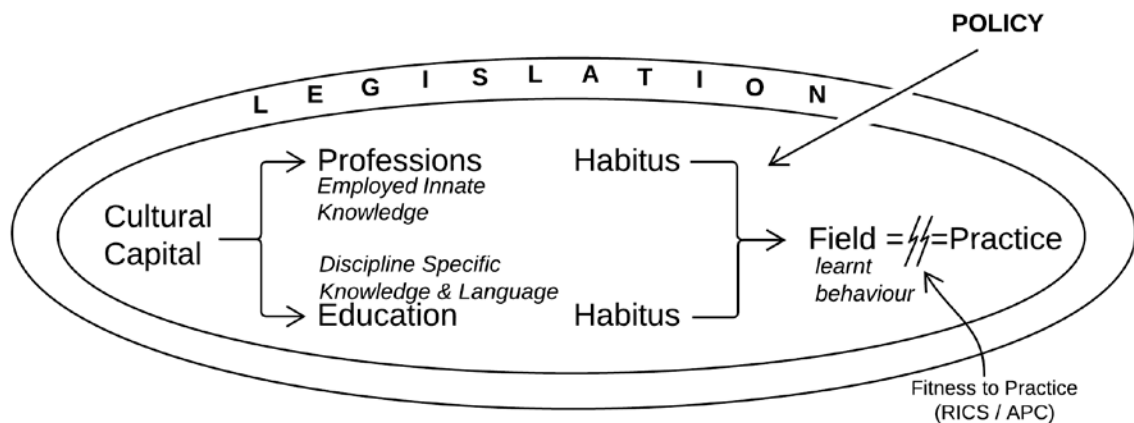 POLICY
LEGISLATION
Professions
Employed Innate
Knowledge
Habitus
Cultural
Capital
Discipline Specific
Knowledge & Language
Education
Habitus
Field = = Practice
learnt
behaviour
Fitness to Practice
(RICS / APC)